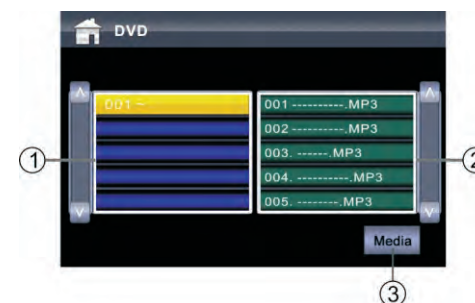 DVD
001 ~
001 ----------.MP3
002 ----------.MP3
003. -------.MP3
004. ----------.MP3
005. --------.MP3
1
2
Media
3